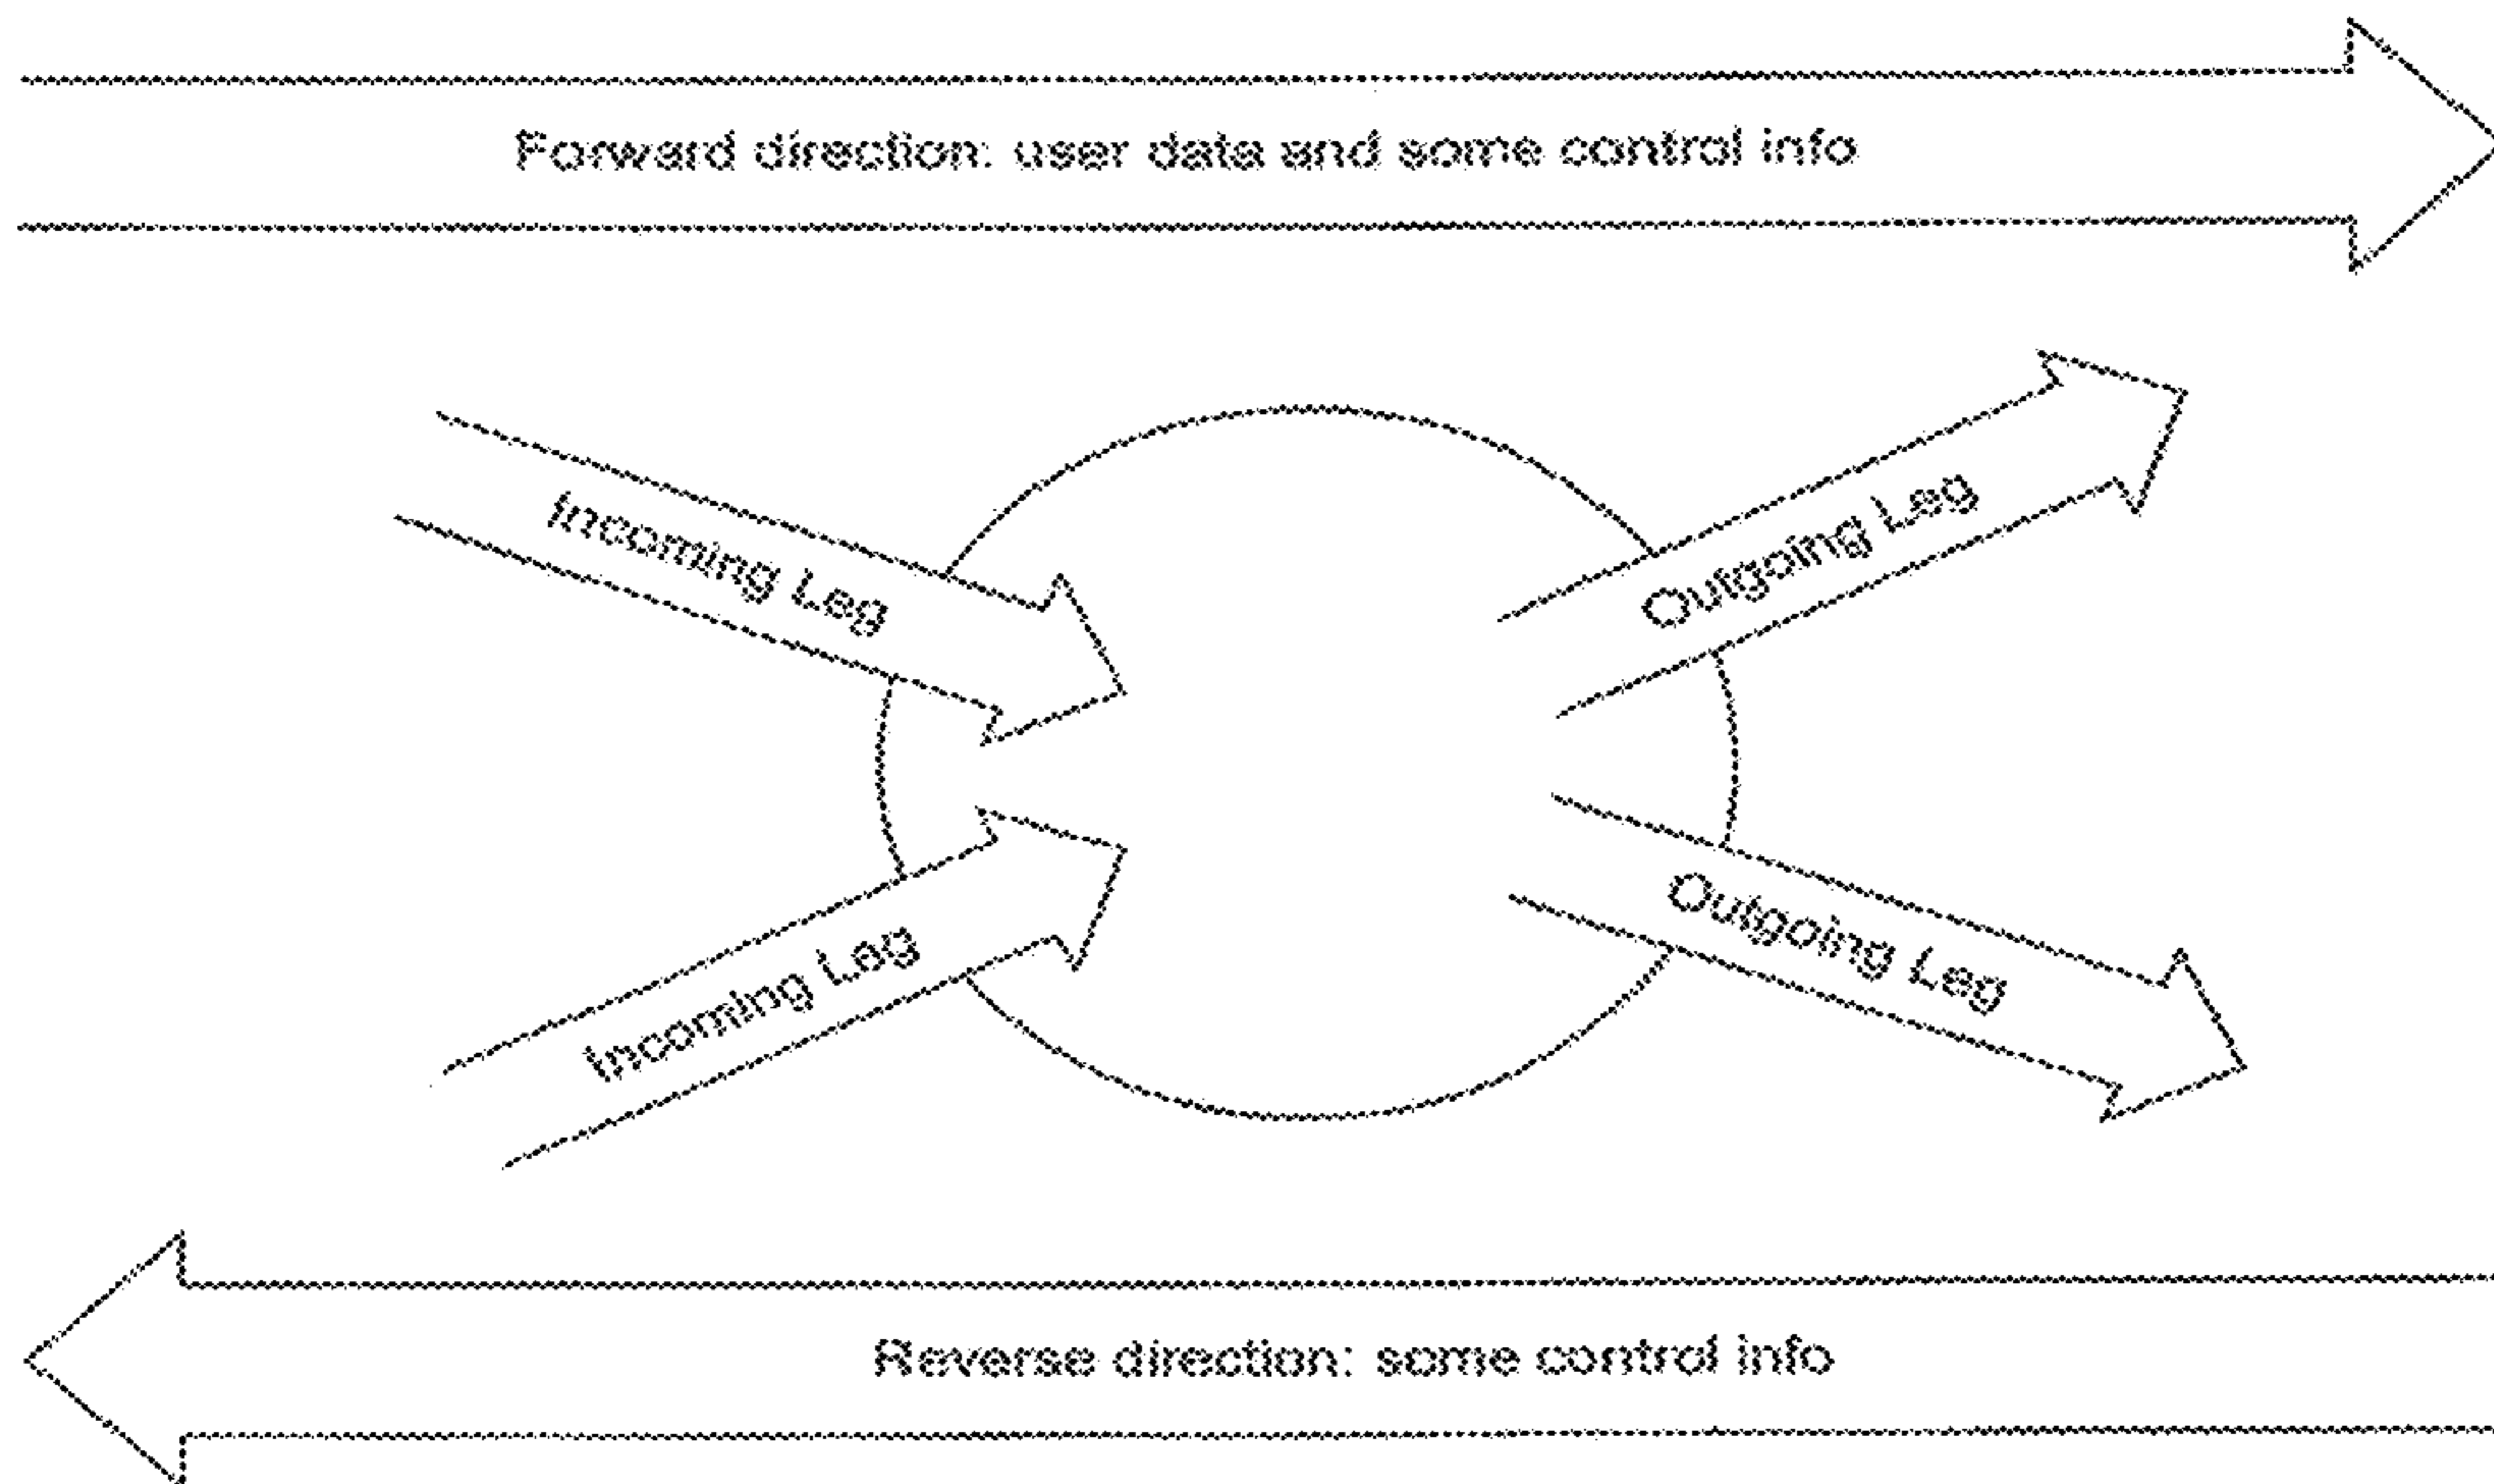 Forward direction: user data and some control info
Incoming Leg
Outgoing Leg
Incoming Leg
Outgoing Leg
Reverse direction: some control info